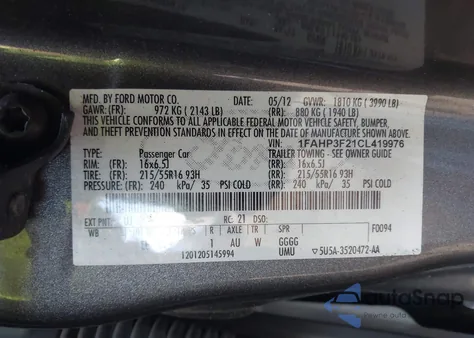 MFD. BY FORD MOTOR CO. DATE: 05/12 GVWR: 1810 KG ( 3990 LB)
GAWR: (FR): 972 KG ( 2143 LB) (RR): 880 KG ( 1940 LB)
THIS VEHICLE CONFORMS TO ALL APPLICABLE FEDERAL MOTOR VEHICLE SAFETY, BUMPER,
AND THEFT PREVENTION STANDARDS IN EFFECT ON THE DATE OF MANUFACTURE SHOWN ABOVE.
VIN: 1FAHP3F21CL419976
TYPE: Passenger Car TRAILER TOWING - SEE OWNER GUIDE
RIM: (FR): 16x6.5J (RR): 16x6.5J
TIRE: (FR): 215/55R16 93H (RR): 215/55R16 93H
PRESSURE: (FR): 240 kPa/ 35 PSI COLD (RR): 240 kPa/ 35 PSI COLD
EXT PNT: RC: 21 DSO:
WB R AXLE TR SPR F0094
1 AU W GGGG
1201205145994 UMU 5U5A-3520472-AA
autoSnap